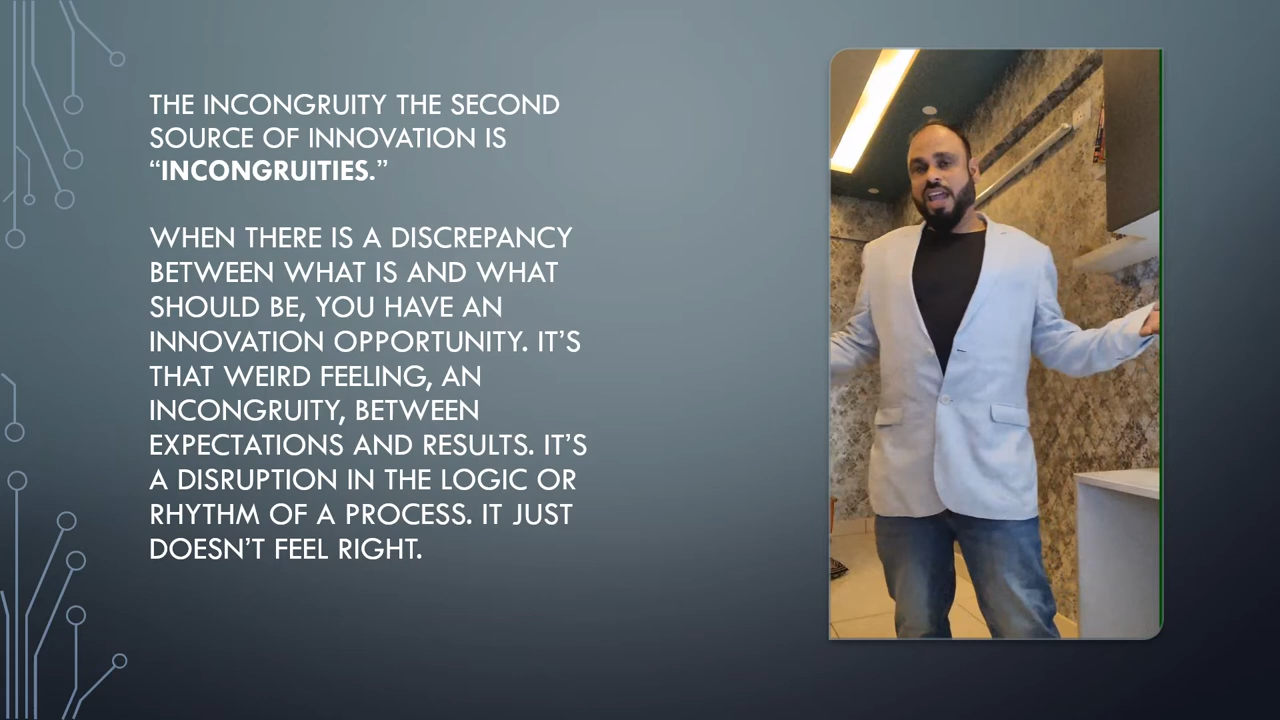 THE INCONGRUITY THE SECOND
SOURCE OF INNOVATION IS
“INCONGRUITIES.”
WHEN THERE IS A DISCREPANCY
BETWEEN WHAT IS AND WHAT
SHOULD BE, YOU HAVE AN
INNOVATION OPPORTUNITY. IT’S
THAT WEIRD FEELING, AN
INCONGRUITY, BETWEEN
EXPECTATIONS AND RESULTS. IT’S
A DISRUPTION IN THE LOGIC OR
RHYTHM OF A PROCESS. IT JUST
DOESN’T FEEL RIGHT.